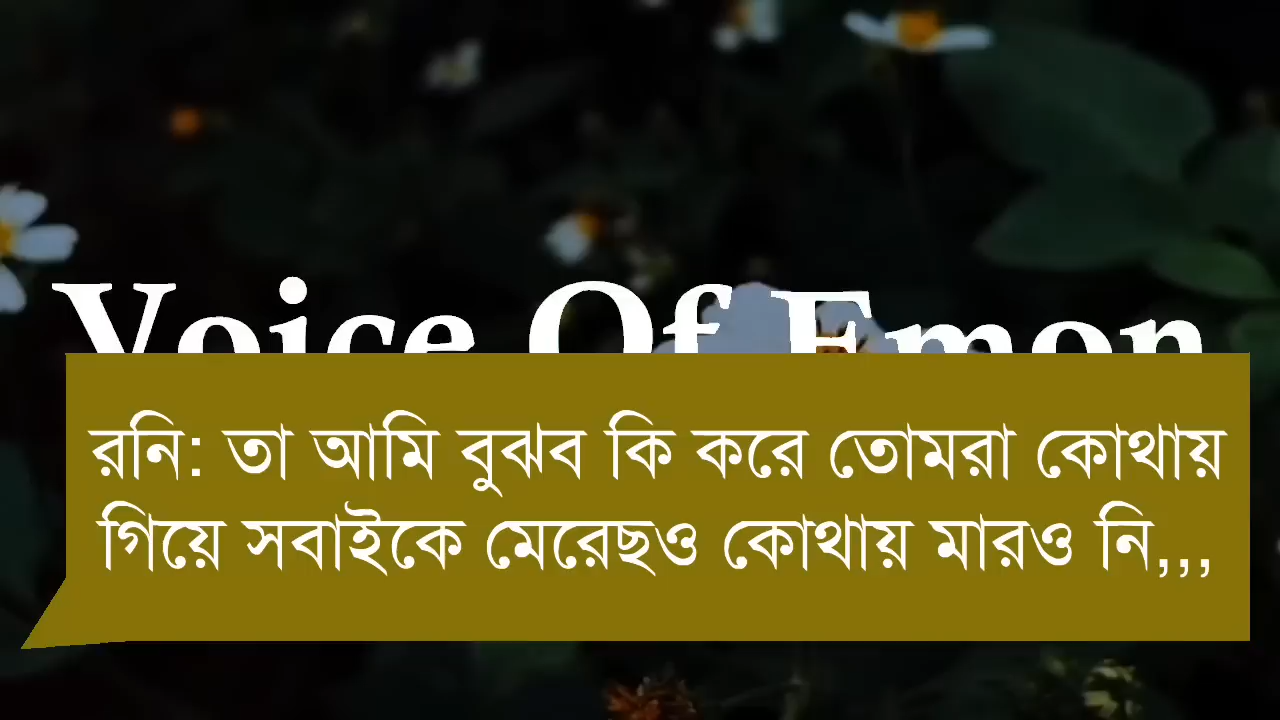 Voice Of Emon
রনি: তা আমি বুঝব কি করে তোমরা কোথায়
গিয়ে সবাইকে মেরেছও কোথায় মারও নি,,,